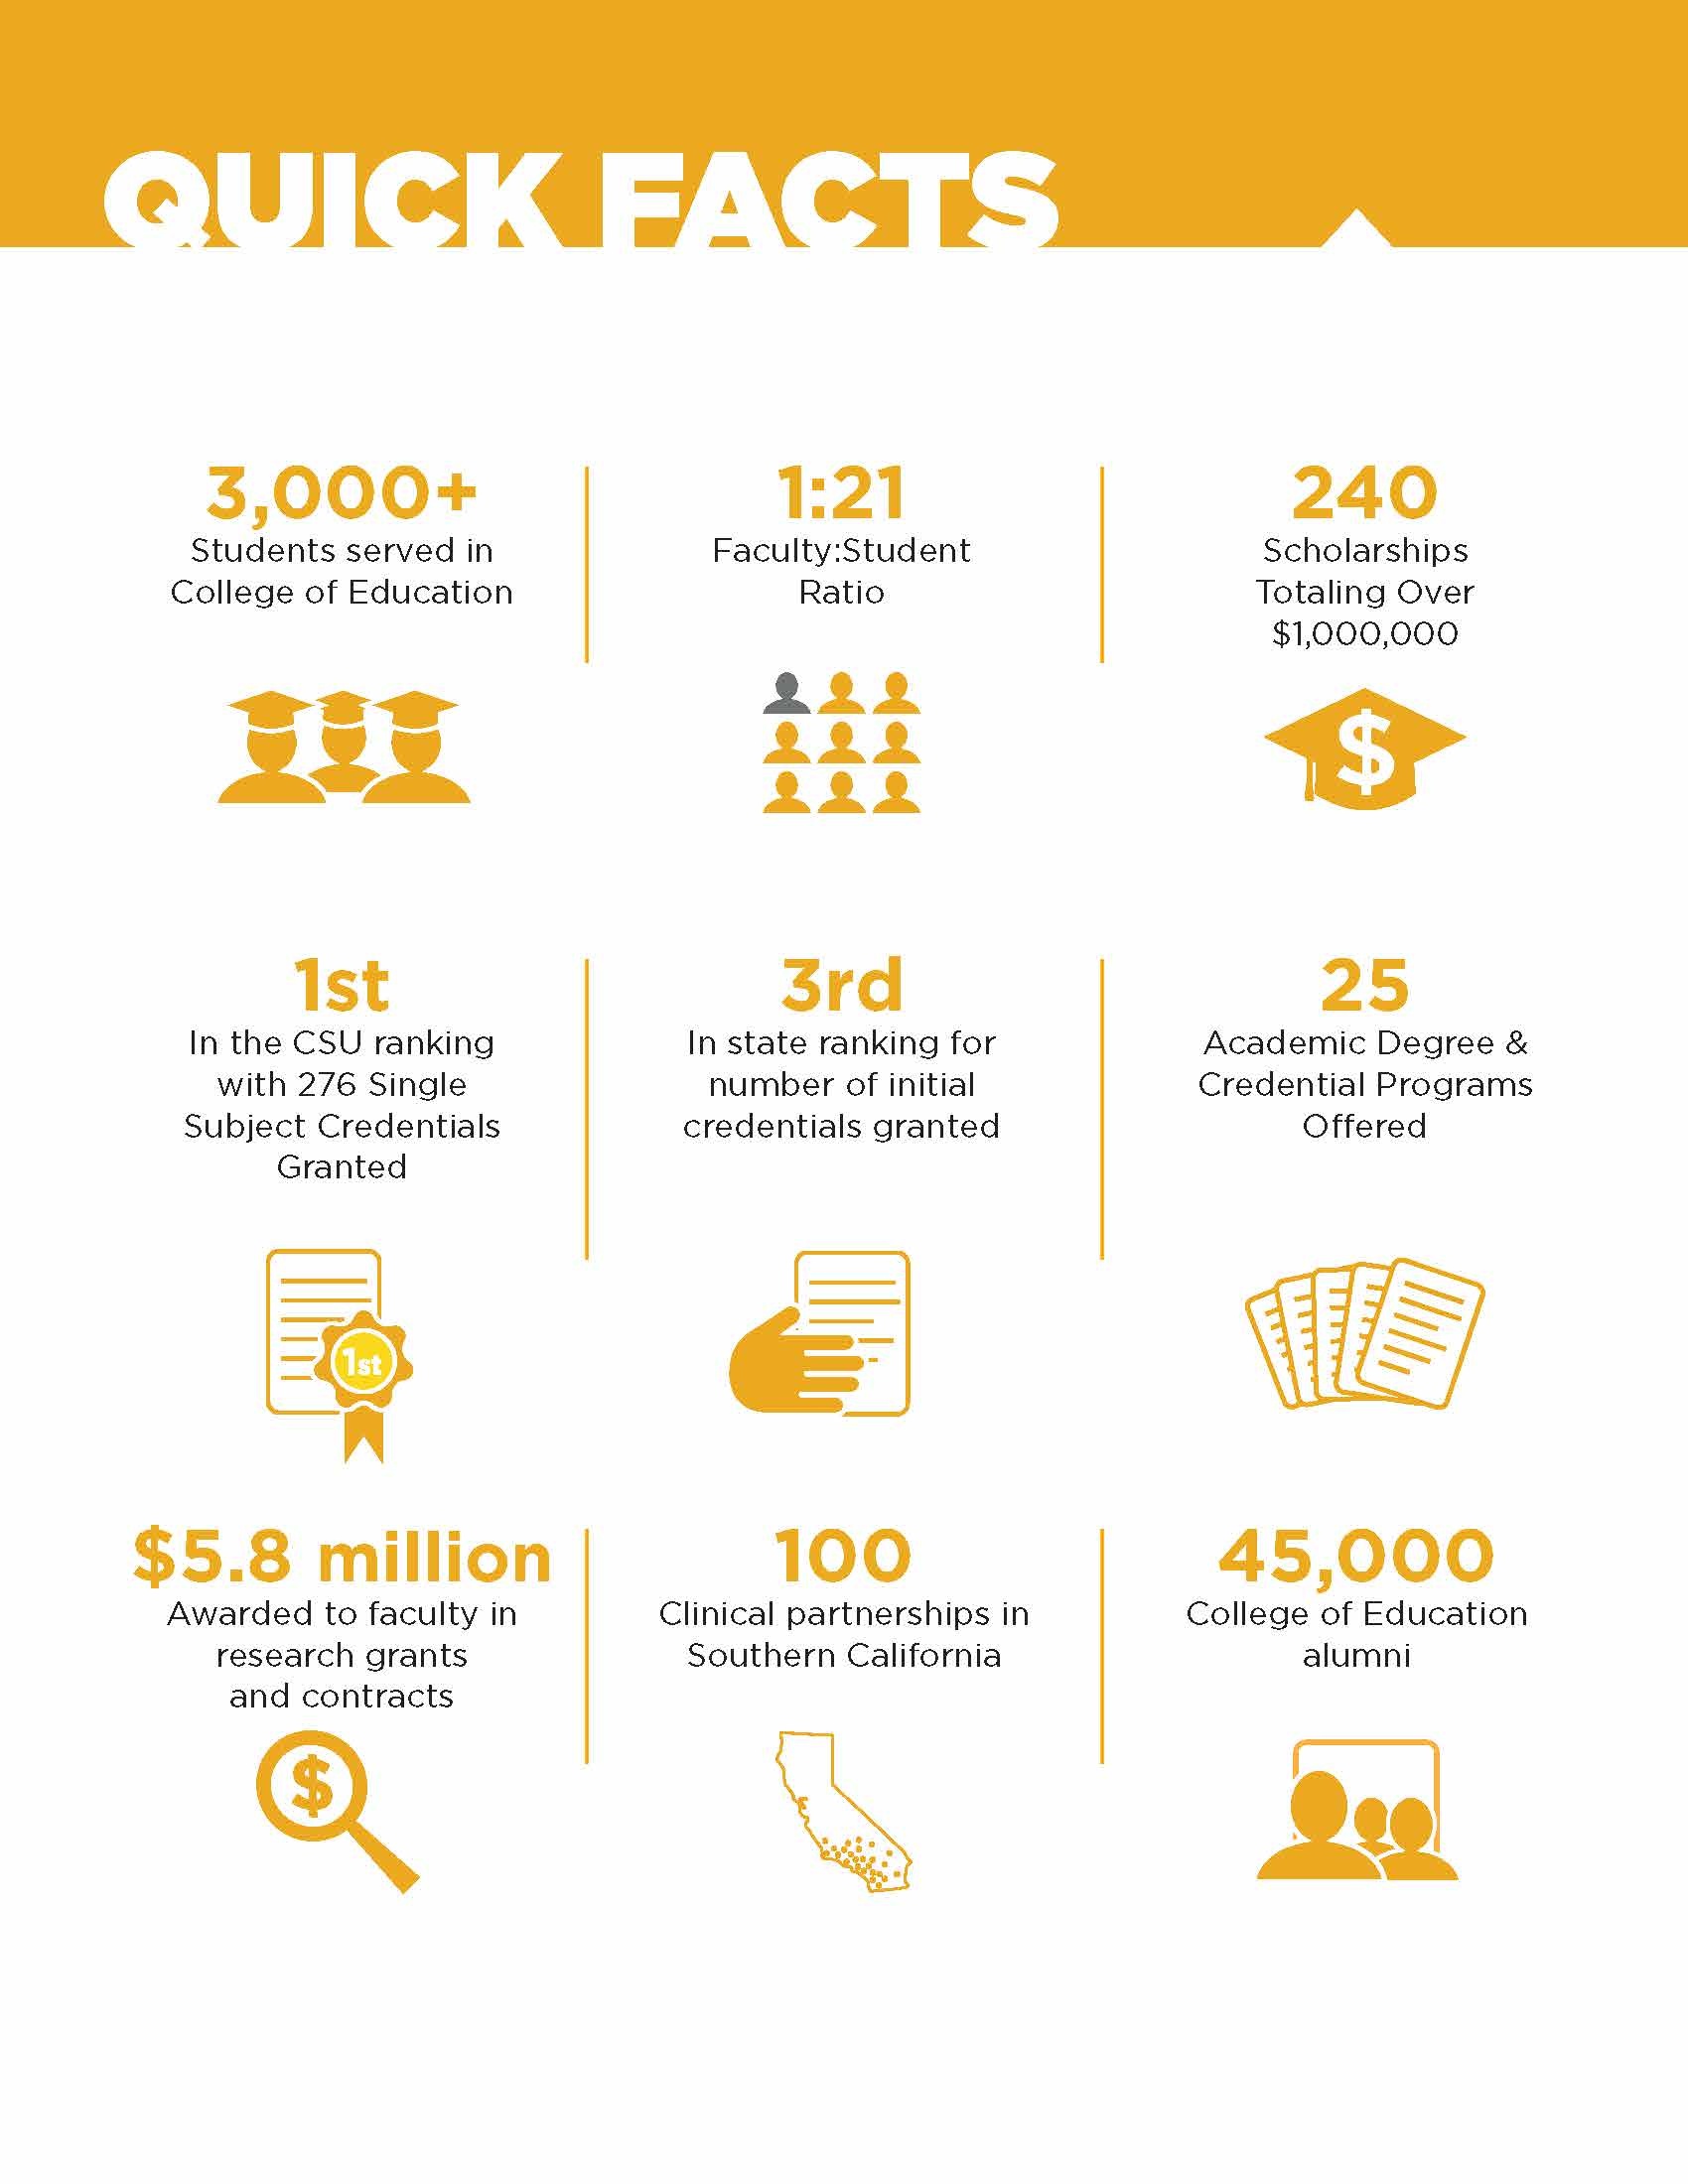 QUICK FACTS
3,000+
Students served in
College of Education
1:21
Faculty:Student
Ratio
240
Scholarships
Totaling Over
$1,000,000
$
1st
In the CSU ranking
with 276 Single
Subject Credentials
Granted
1st
3rd
In state ranking for
number of initial
credentials granted
25
Academic Degree &
Credential Programs
Offered
$5.8 million
Awarded to faculty in
research grants
and contracts
$
100
Clinical partnerships in
Southern California
45,000
College of Education
alumni